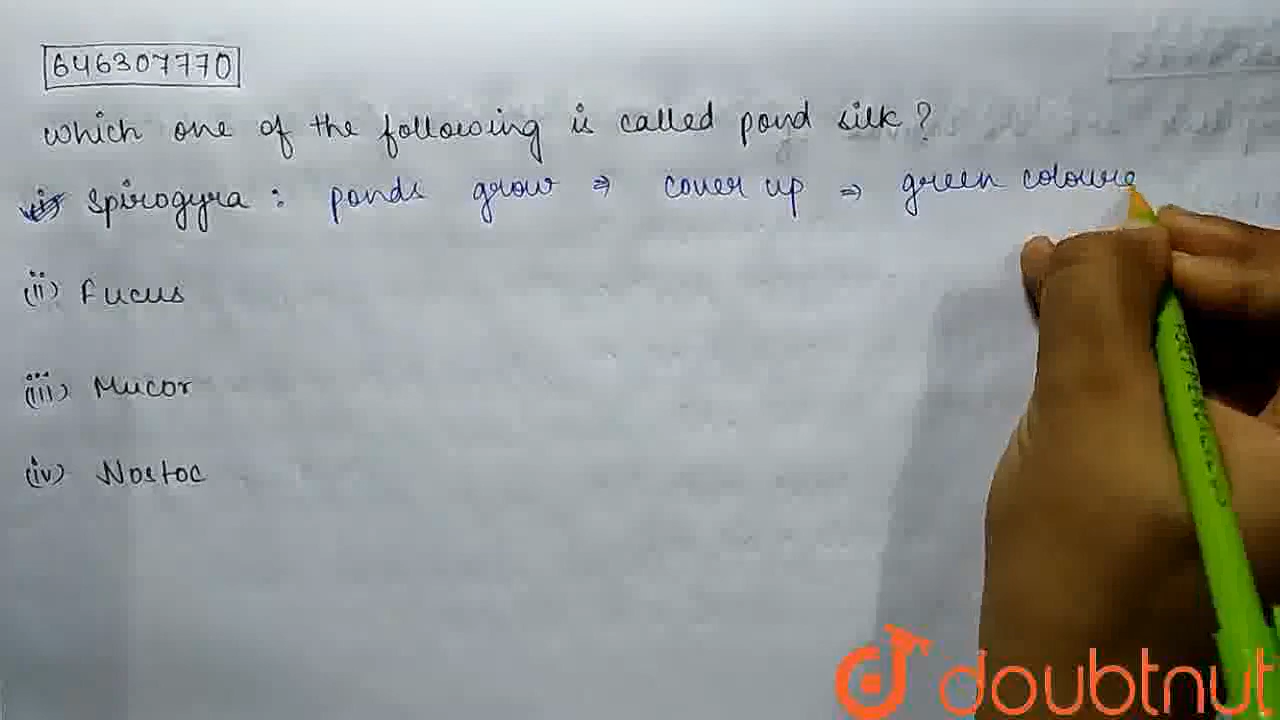 646307770
which one of the following is called pond silk?
(i) Spirogyra : ponds grow ⇒ cover up ⇒ green coloure
(ii) Fucus
(iii) Mucor
(iv) Nostoc
doubtnut